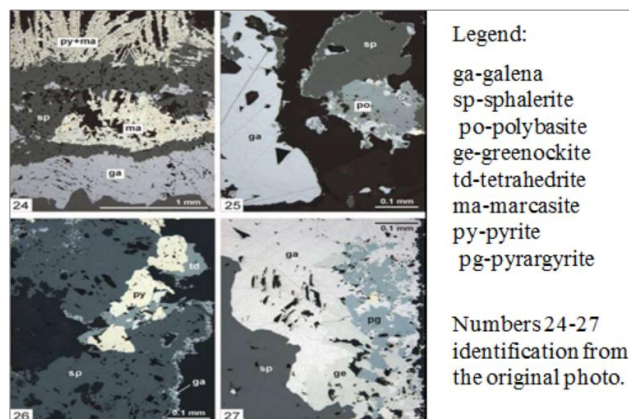 py+ma
sp
ma
ga
24
1 mm
sp
po
ga
25
0.1 mm
td
py
sp
ga
26
0.1 mm
0.1 mm
ga
pg
sp
ge
27
Legend:
ga-galena
sp-sphalerite
po-polybasite
ge-greenockite
td-tetrahedrite
ma-marcasite
py-pyrite
pg-pyrargyrite
Numbers 24-27
identification from
the original photo.